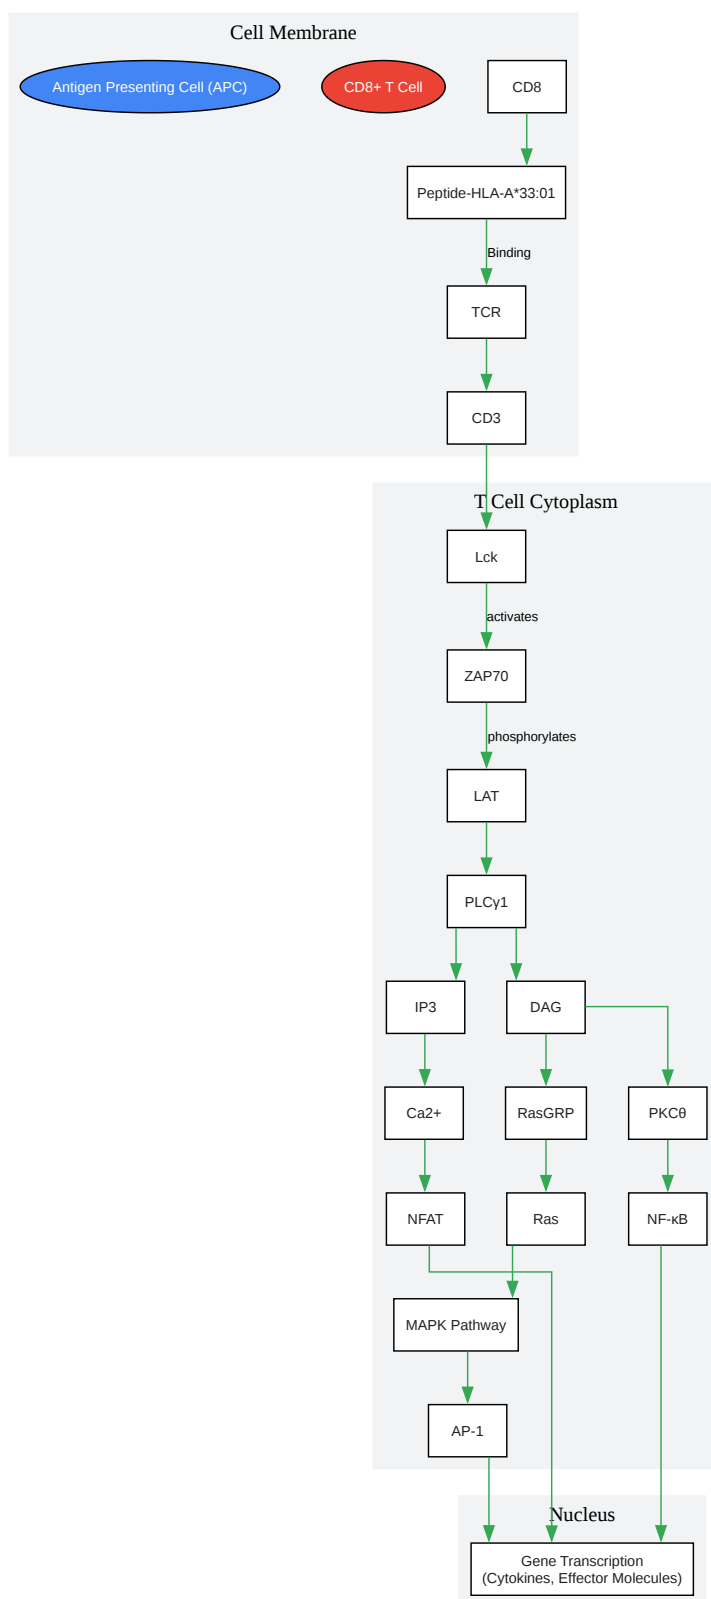 Cell Membrane
Antigen Presenting Cell (APC)
CD8+ T Cell
CD8
Peptide-HLA-A*33:01
Binding
TCR
CD3
T Cell Cytoplasm
Lck
activates
ZAP70
phosphorylates
LAT
PLCγ1
IP3
DAG
Ca2+
RasGRP
PKCθ
NFAT
Ras
NF-κB
MAPK Pathway
AP-1
Nucleus
Gene Transcription
(Cytokines, Effector Molecules)